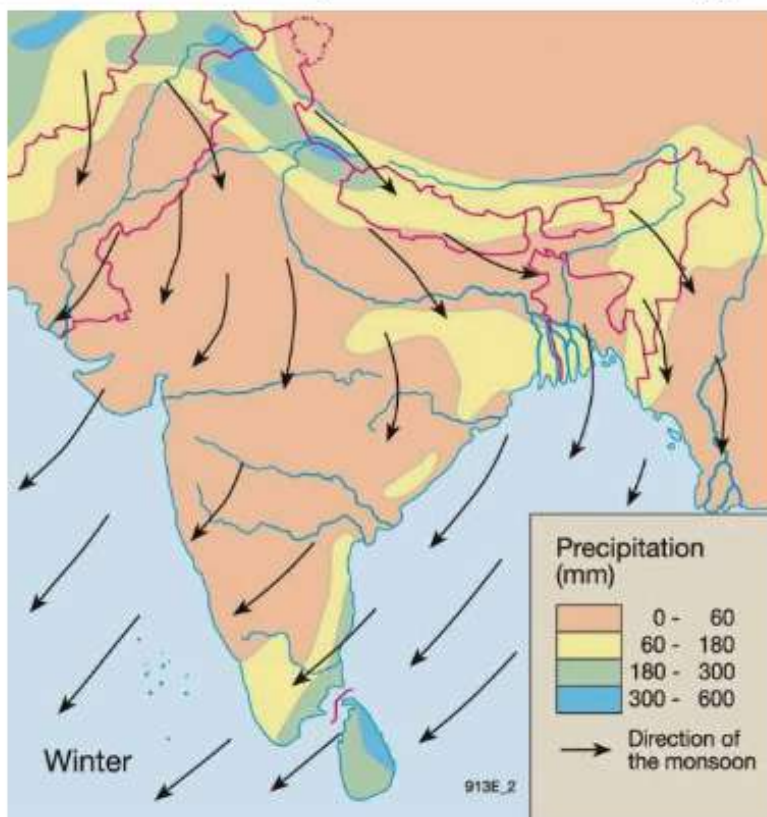 Precipitation
(mm)
0 - 60
60 - 180
180 - 300
300 - 600
Direction of
the monsoon
Winter
913E_2